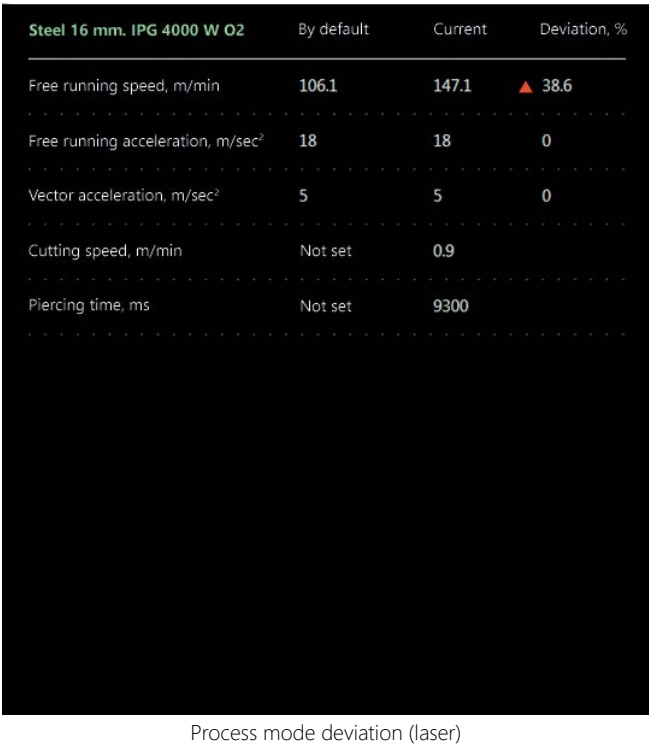 Steel 16 mm. IPG 4000 W O2 By default Current Deviation, %
Free running speed, m/min 106.1 147.1 ▲ 38.6
Free running acceleration, m/sec² 18 18 0
Vector acceleration, m/sec² 5 5 0
Cutting speed, m/min Not set 0.9
Piercing time, ms Not set 9300
Process mode deviation (laser)